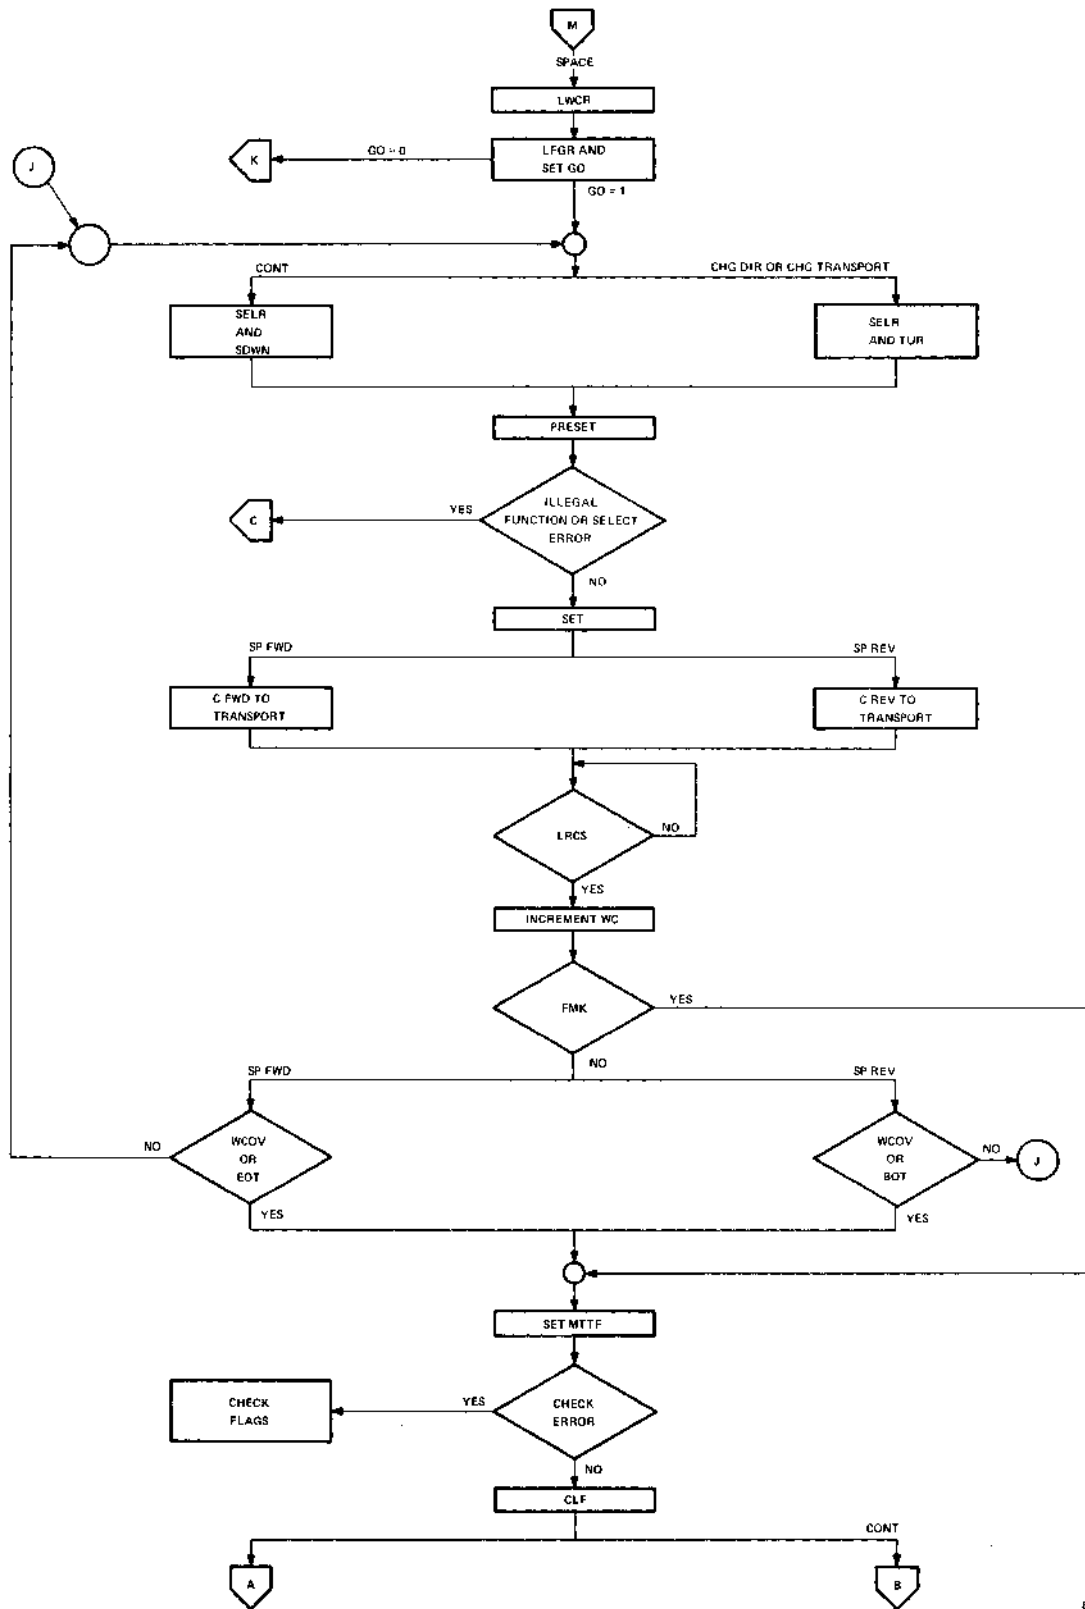 M
SPACE
LWCR
J
K
GO = 0
LFGR AND
SET GO
GO = 1
CONT
CHG DIR OR CHG TRANSPORT
SELR
AND
SDWN
SELR
AND TUR
PRESET
C
YES
ILLEGAL
FUNCTION OR SELECT
ERROR
NO
SET
SP FWD
SP REV
C FWD TO
TRANSPORT
C REV TO
TRANSPORT
LRCS
NO
YES
INCREMENT WC
FMK
YES
NO
SP FWD
SP REV
NO
WCOV
OR
EOT
WCOV
OR
BOT
NO
J
YES
YES
SET MTTF
CHECK
FLAGS
YES
CHECK
ERROR
NO
CLF
CONT
A
B